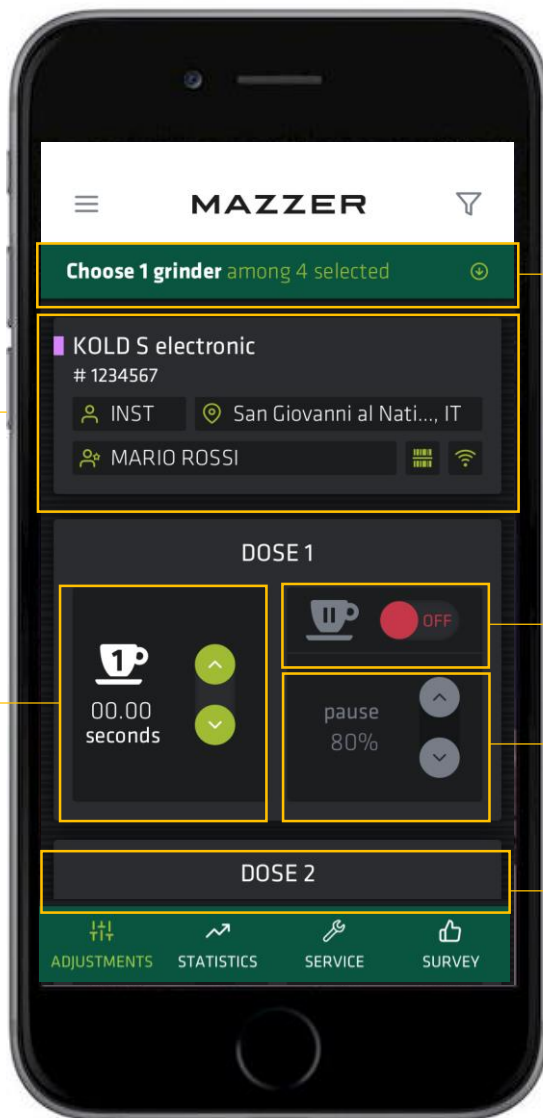 MAZZER
Choose 1 grinder among 4 selected
KOLD S electronic
# 1234567
INST
San Giovanni al Nati..., IT
MARIO ROSSI
DOSE 1
1
00.00
seconds
OFF
pause
80%
DOSE 2
ADJUSTMENTS STATISTICS SERVICE SURVEY